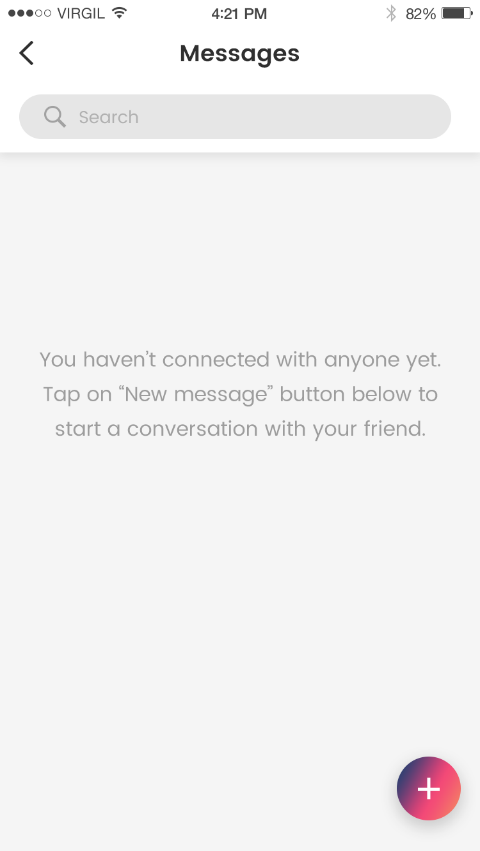 VIRGIL 4:21 PM 82%
Messages
Search
You haven’t connected with anyone yet.
Tap on “New message” button below to
start a conversation with your friend.